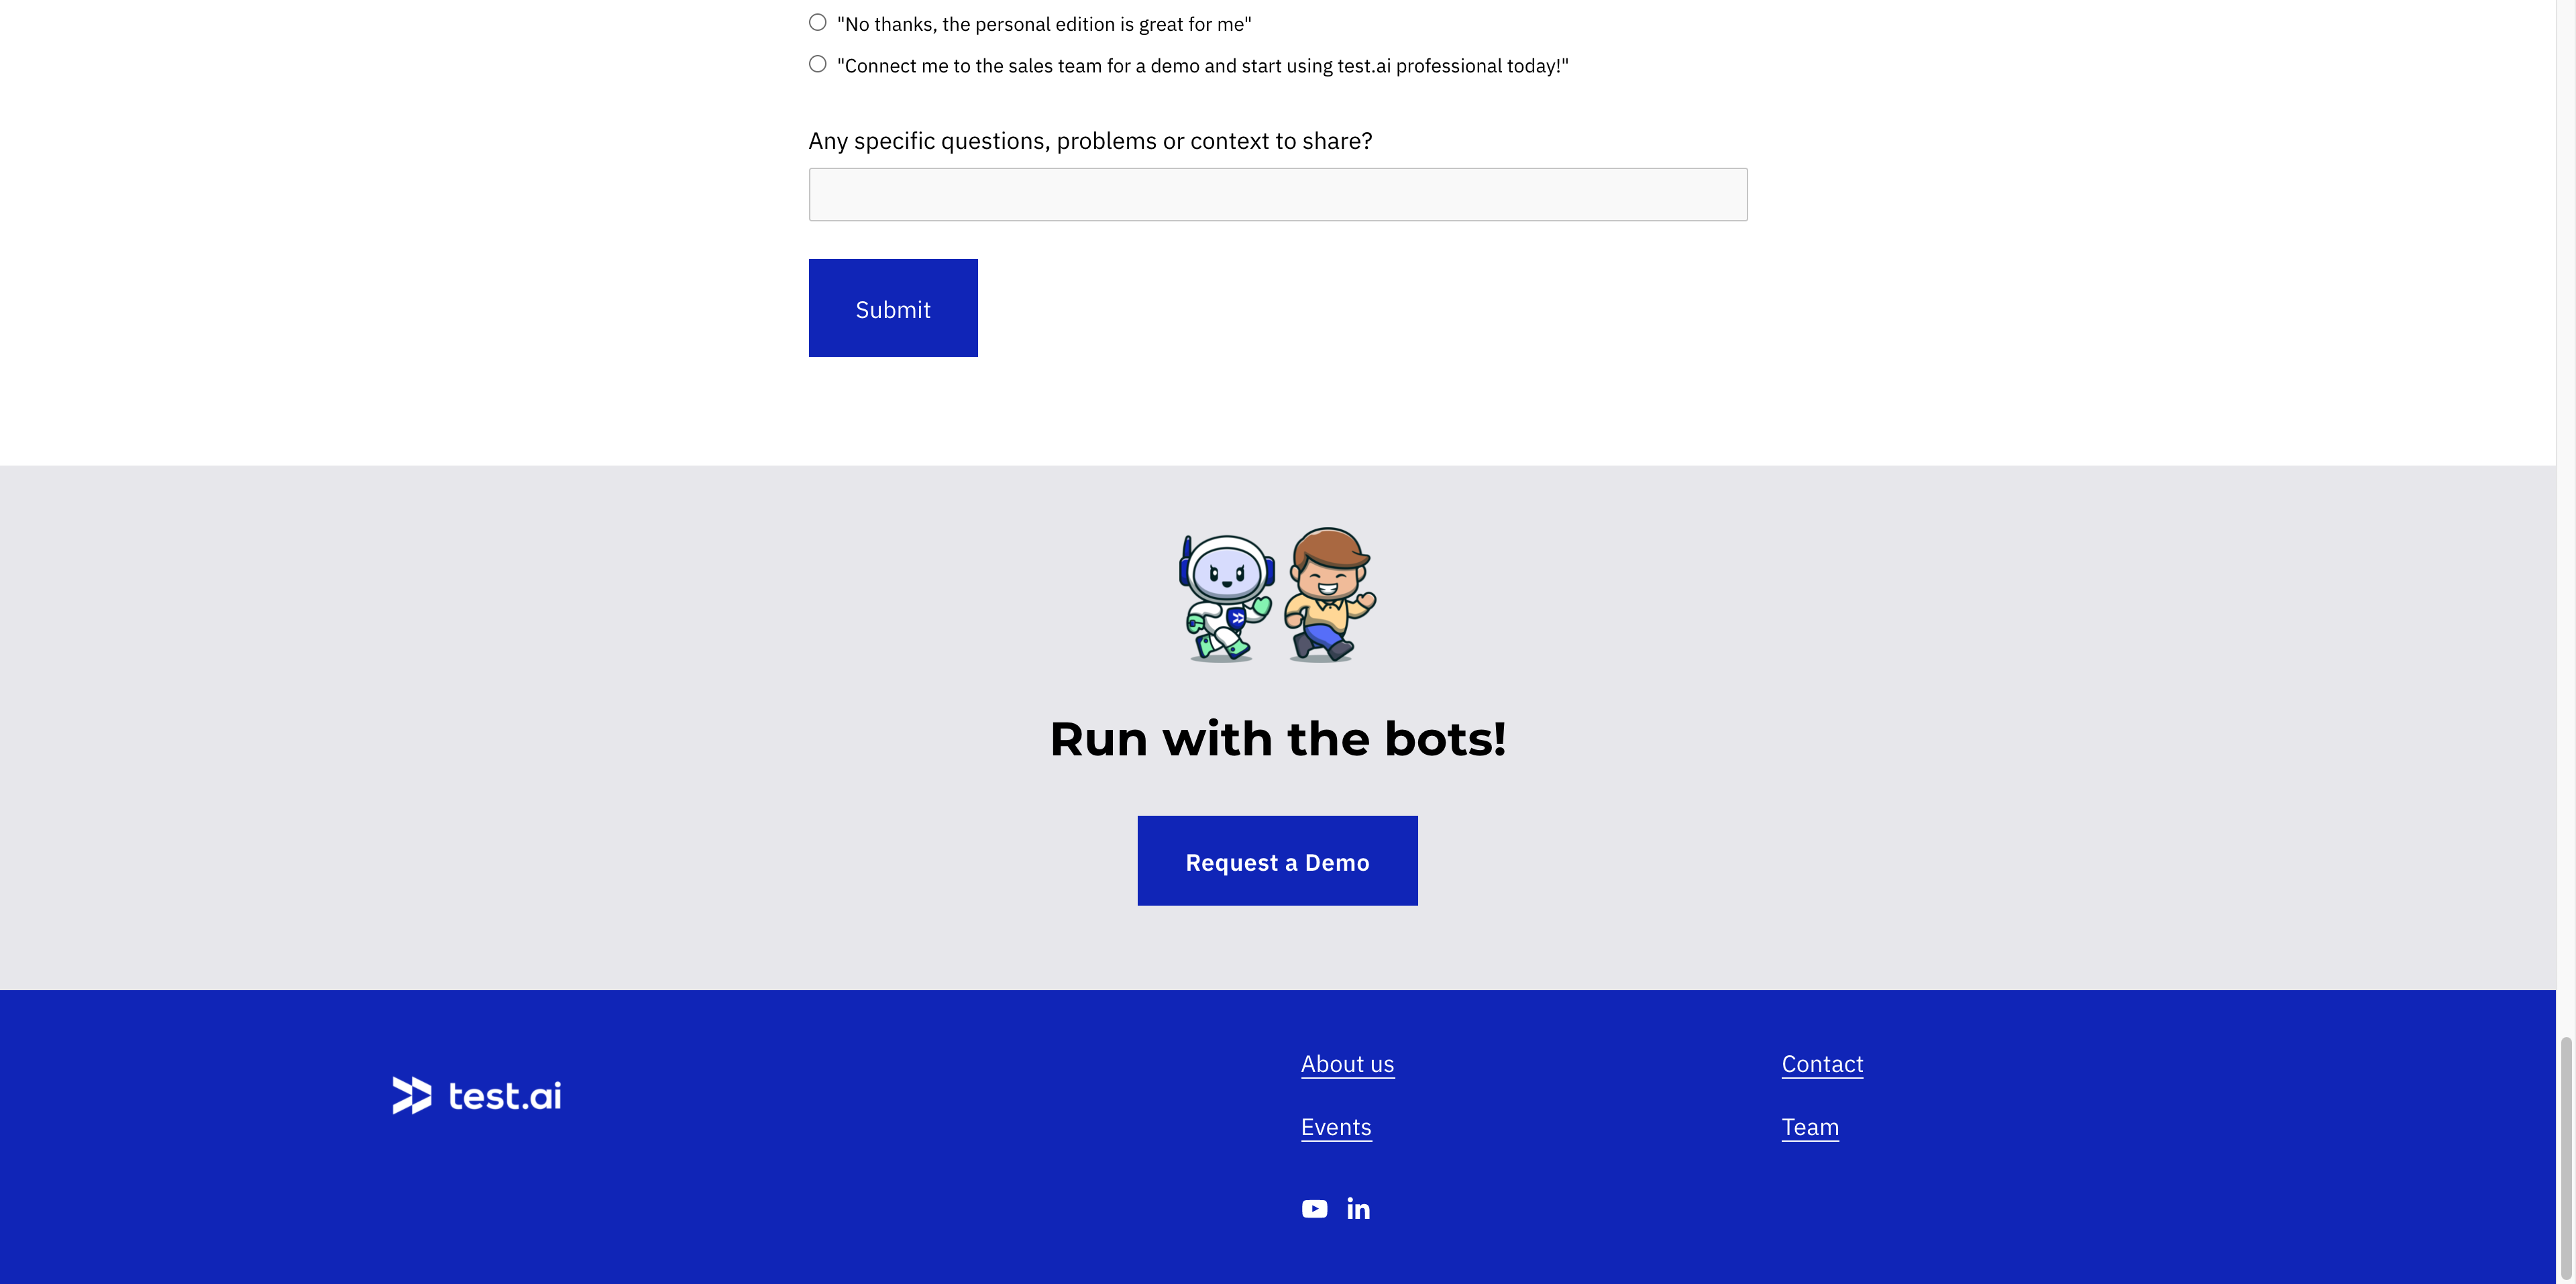 "No thanks, the personal edition is great for me"
"Connect me to the sales team for a demo and start using test.ai professional today!"
Any specific questions, problems or context to share?
Submit
Run with the bots!
Request a Demo
test.ai
About us
Contact
Events
Team
in